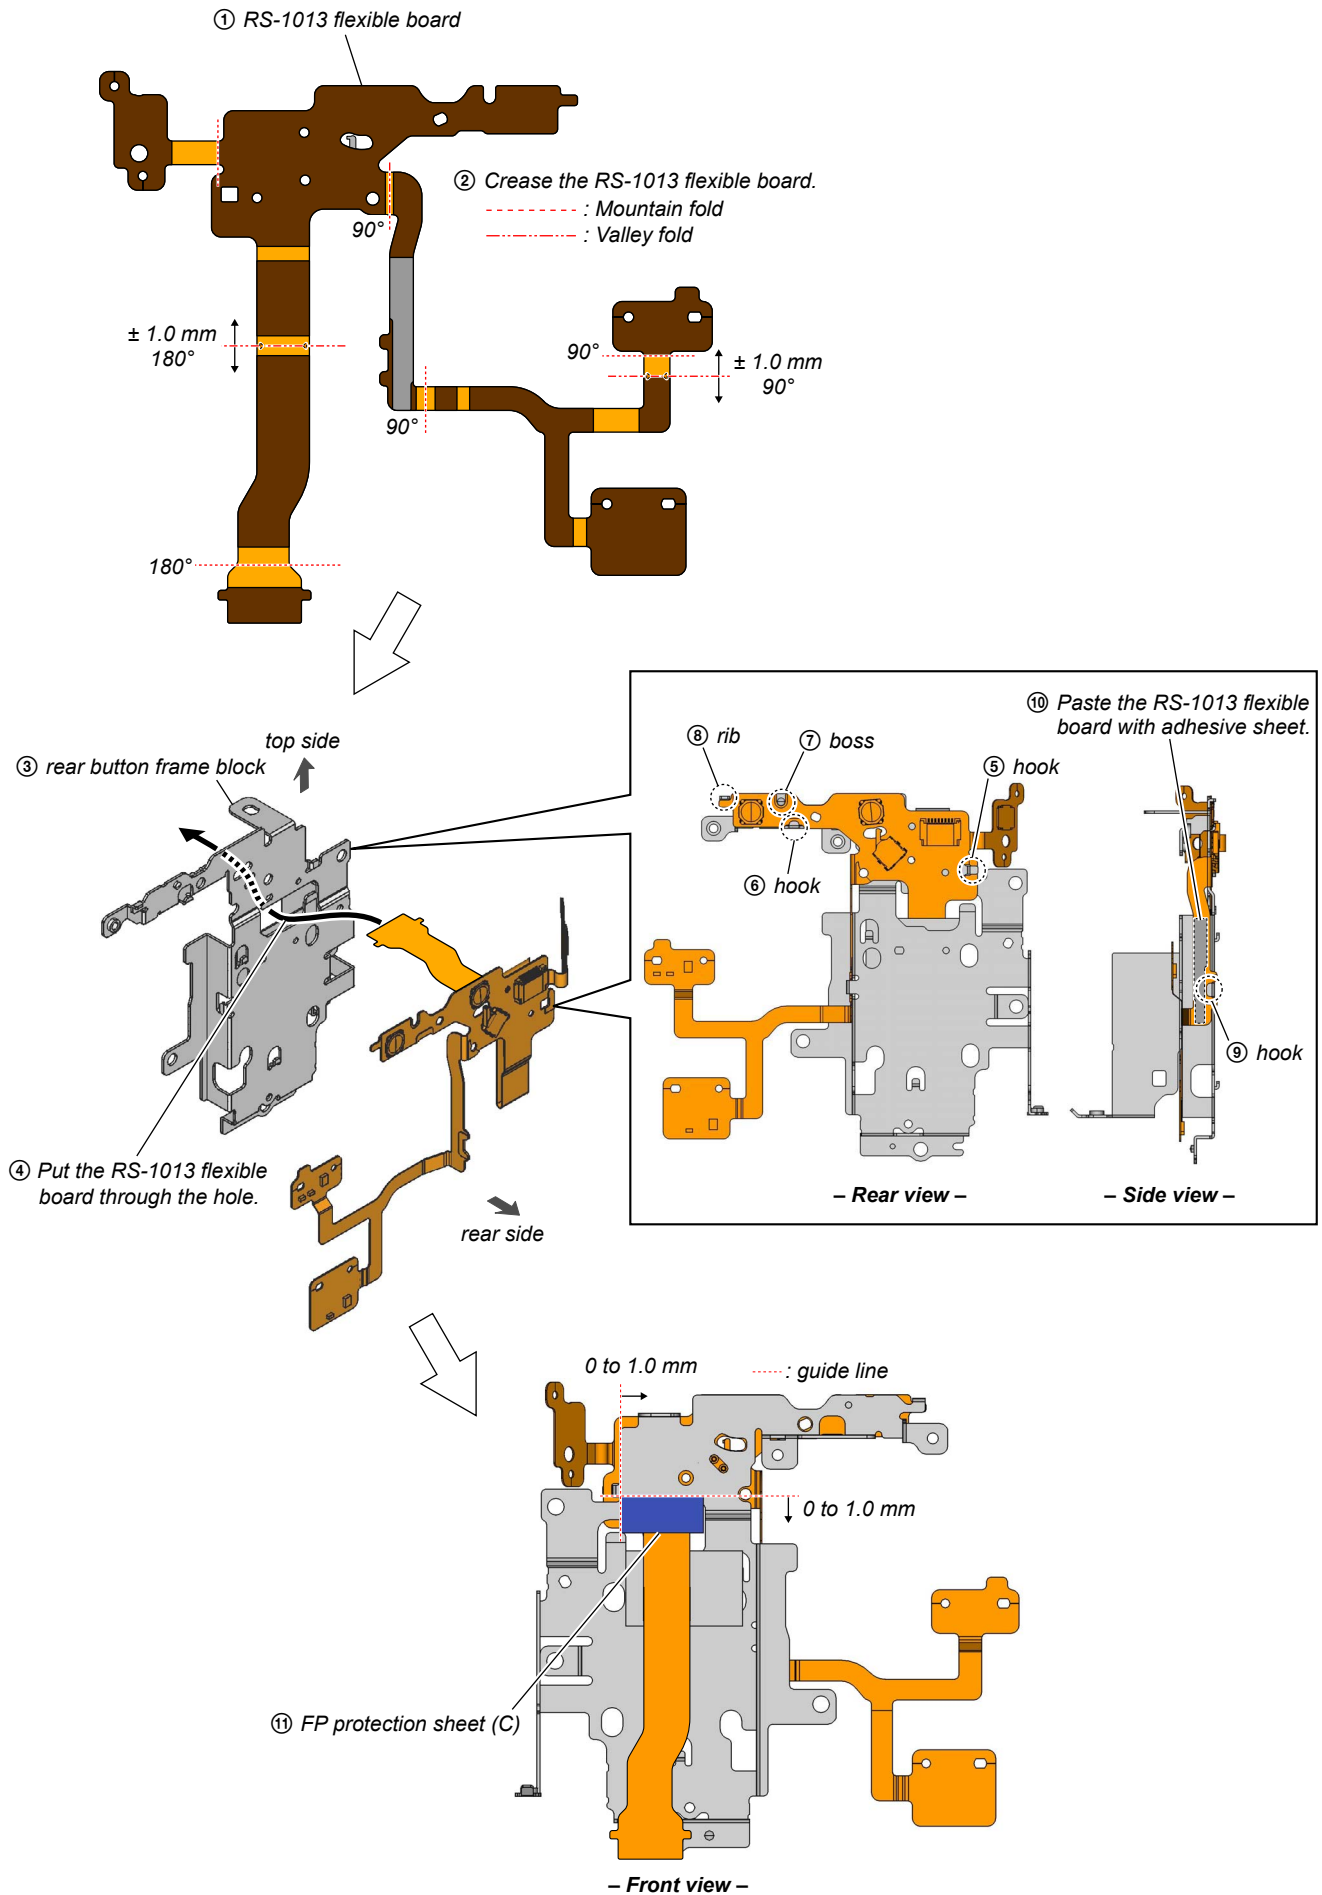 ① RS-1013 flexible board
② Crease the RS-1013 flexible board.
: Mountain fold
: Valley fold
90°
± 1.0 mm
180°
90°
± 1.0 mm
90°
90°
180°
top side
③ rear button frame block
④ Put the RS-1013 flexible
board through the hole.
rear side
⑩ Paste the RS-1013 flexible
board with adhesive sheet.
⑧ rib
⑦ boss
⑤ hook
⑥ hook
⑨ hook
– Rear view –
– Side view –
0 to 1.0 mm
: guide line
0 to 1.0 mm
⑪ FP protection sheet (C)
– Front view –